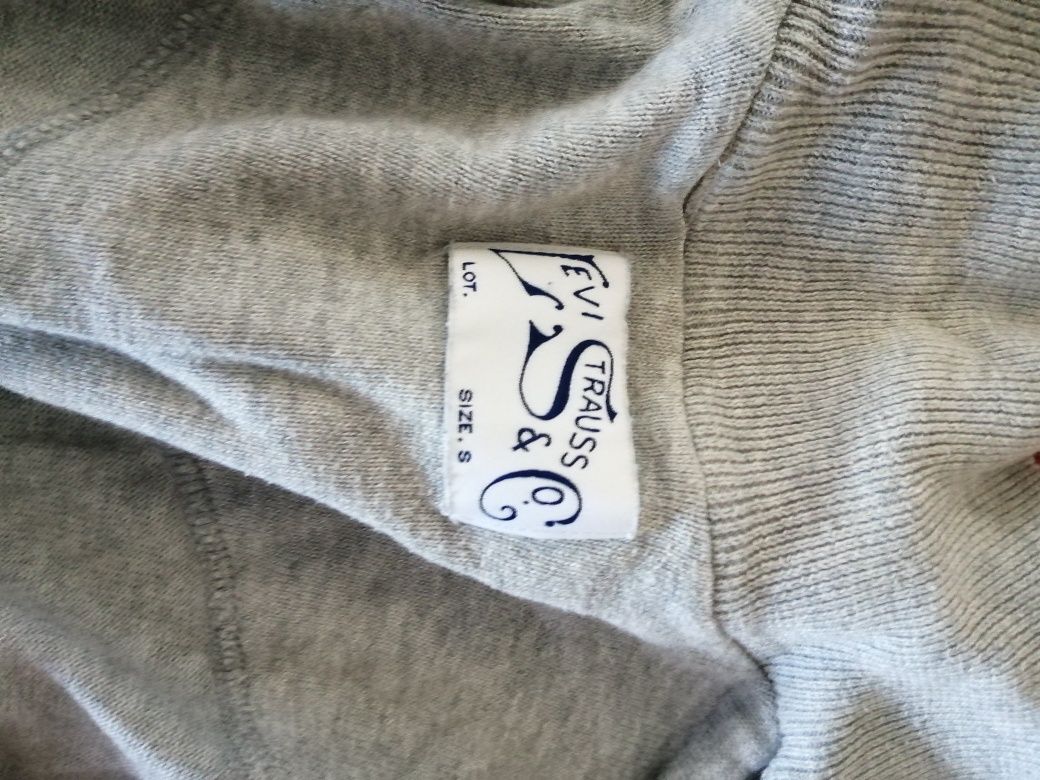 LEVI STRAUSS
& CO.
LOT. SIZE. S